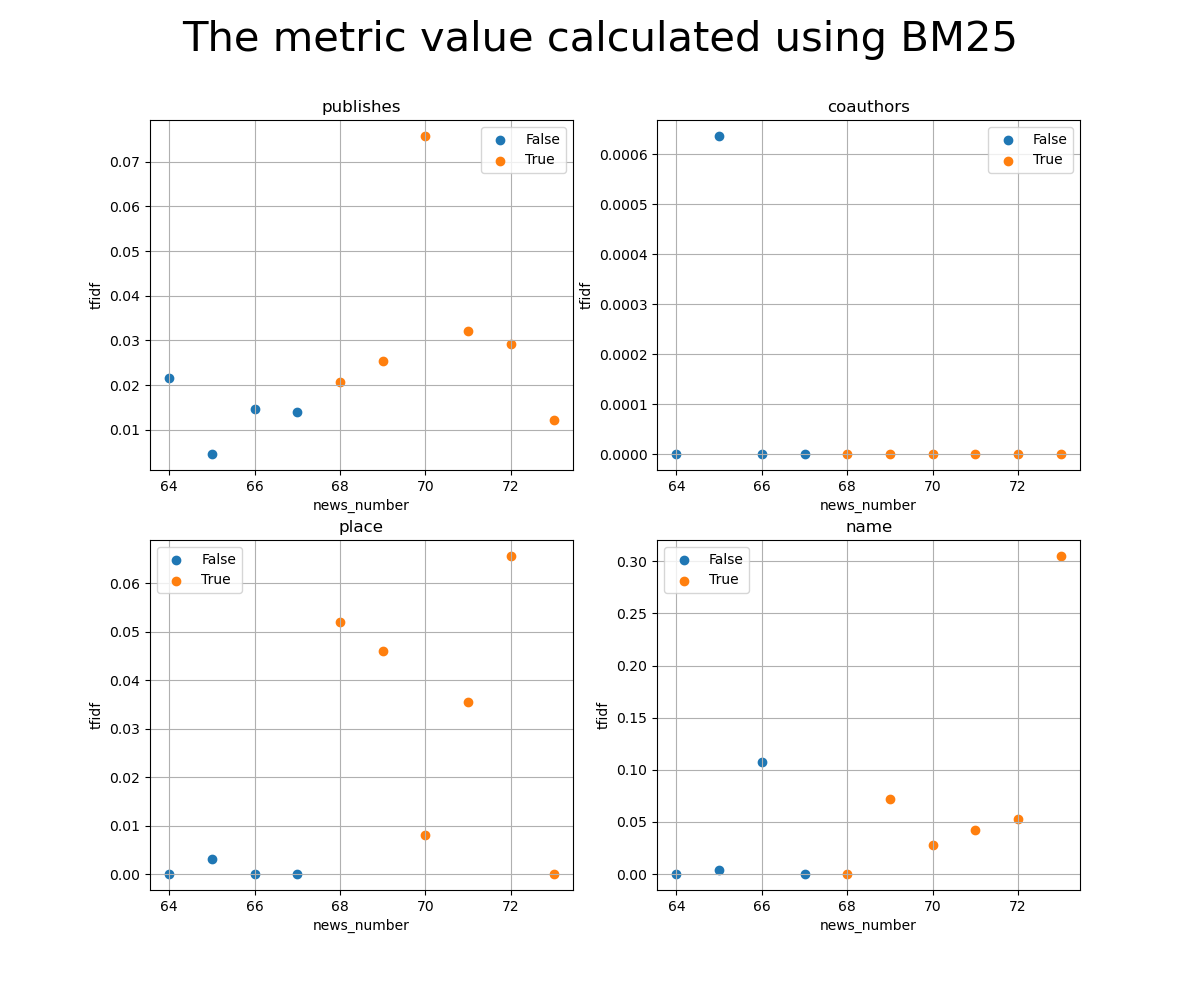 The metric value calculated using BM25
publishes
False
True
0.07
0.06
0.05
0.04
0.03
0.02
0.01
tfidf
64 66 68 70 72
news_number
coauthors
False
True
0.0006
0.0005
0.0004
0.0003
0.0002
0.0001
0.0000
tfidf
64 66 68 70 72
news_number
place
False
True
0.06
0.05
0.04
0.03
0.02
0.01
0.00
tfidf
64 66 68 70 72
news_number
name
False
True
0.30
0.25
0.20
0.15
0.10
0.05
0.00
tfidf
64 66 68 70 72
news_number